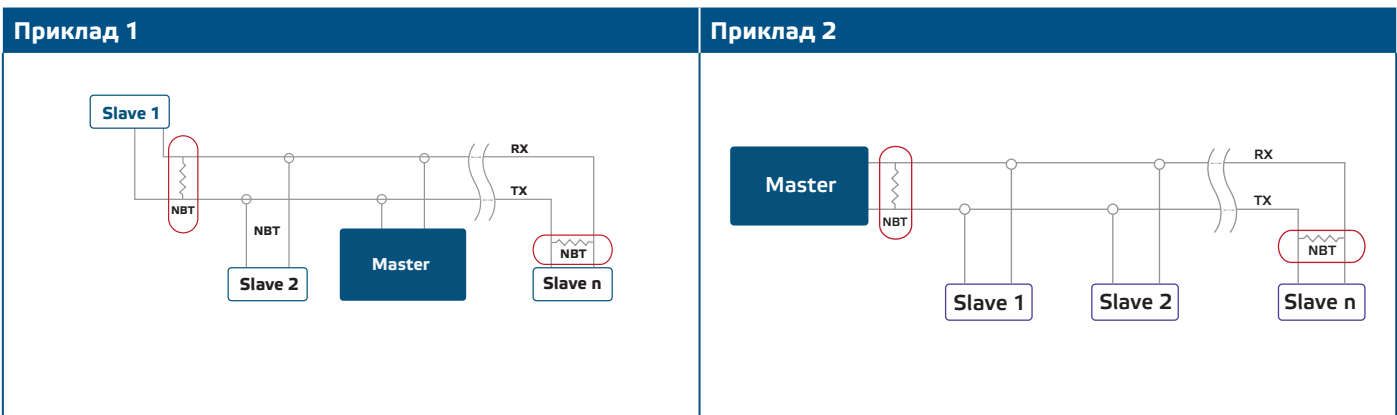 Приклад 1
Slave 1
RX
TX
NBT
NBT
NBT
Master
Slave 2
Slave n
Приклад 2
RX
Master
TX
NBT
NBT
Slave 1
Slave 2
Slave n